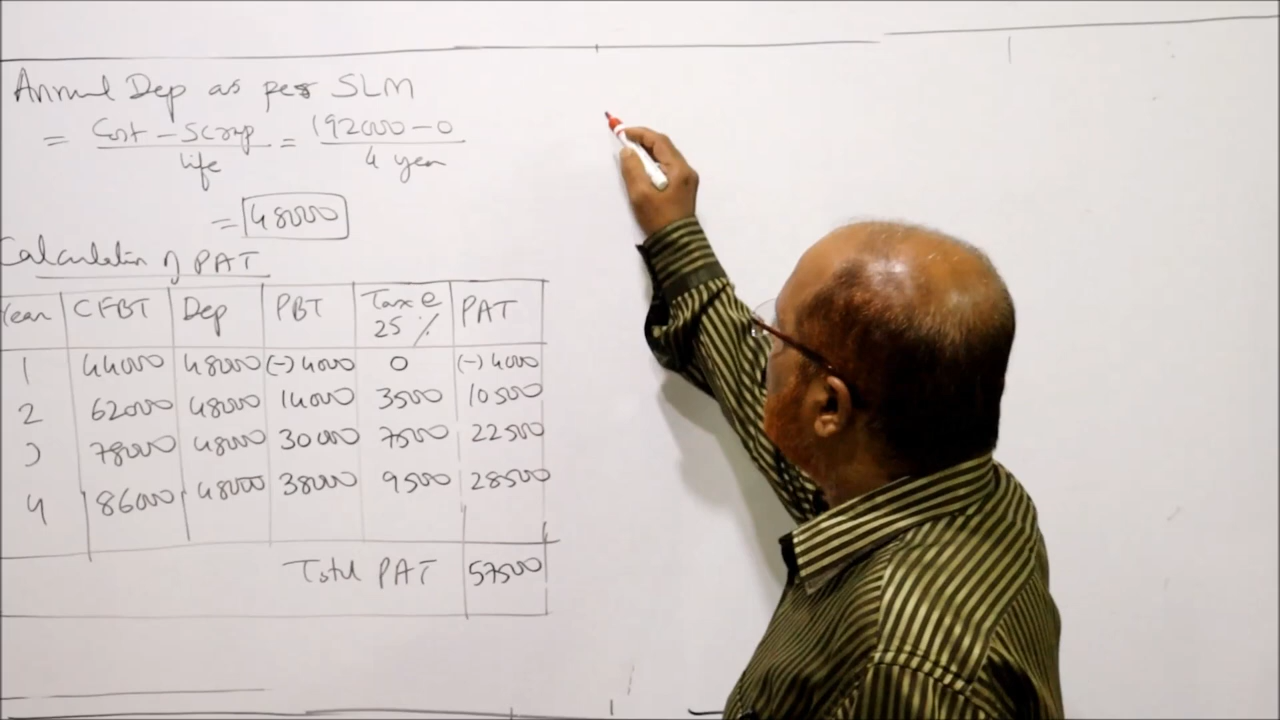 Annual Dep as per SLM
= Cost - Scrap / life = 192000 - 0 / 4 year
= 48000
Calculation of PAT
Year CFBT Dep PBT Tax @ 25 % PAT
1 44000 48000 (-) 4000 0 (-) 4000
2 62000 48000 14000 3500 10500
3 78000 48000 30000 7500 22500
4 86000 48000 38000 9500 28500
Total PAT 57500